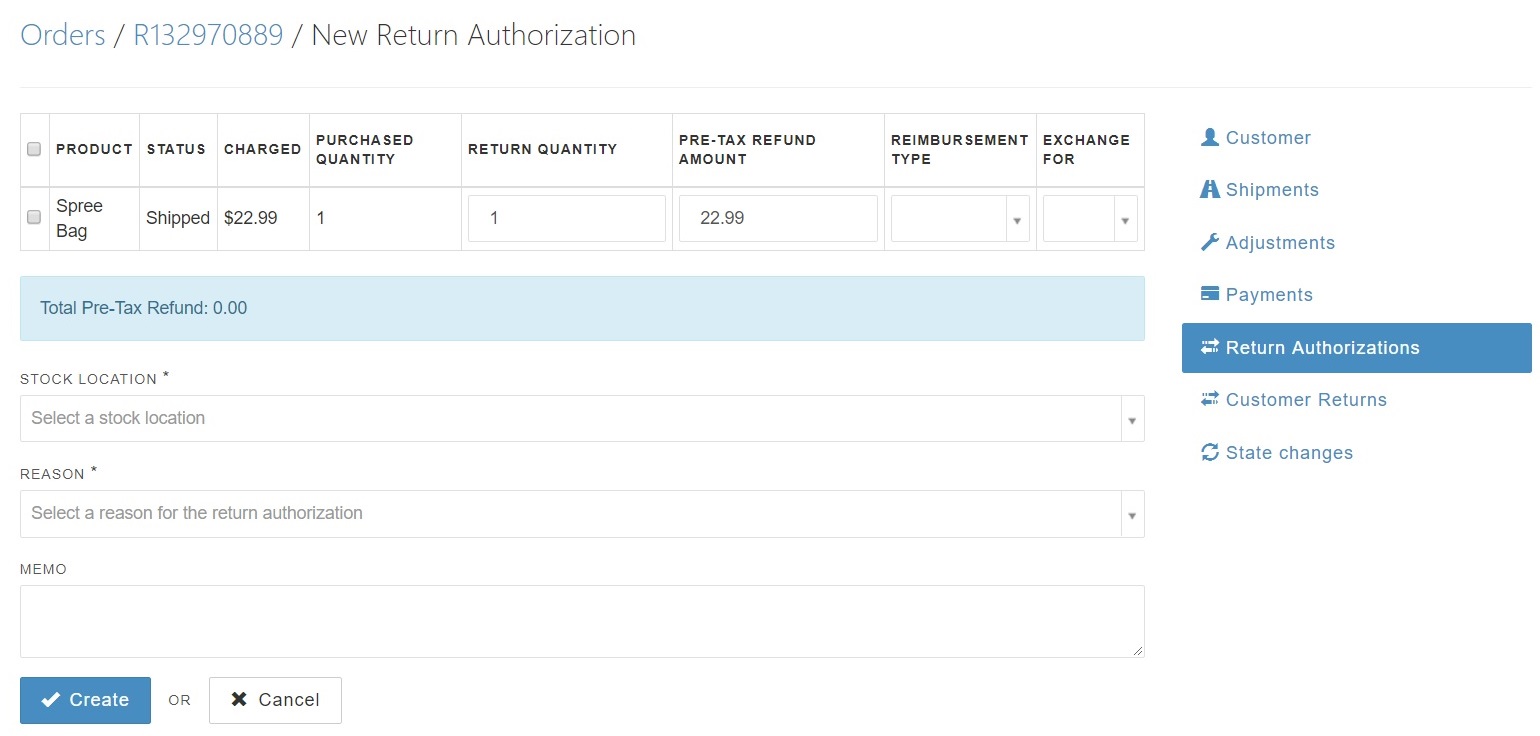 Orders / R132970889 / New Return Authorization
PRODUCT STATUS CHARGED PURCHASED QUANTITY RETURN QUANTITY PRE-TAX REFUND AMOUNT REIMBURSEMENT TYPE EXCHANGE FOR
Spree Bag Shipped $22.99 1 1 22.99
Total Pre-Tax Refund: 0.00
STOCK LOCATION *
Select a stock location
REASON *
Select a reason for the return authorization
MEMO
Create OR Cancel
Customer
Shipments
Adjustments
Payments
Return Authorizations
Customer Returns
State changes